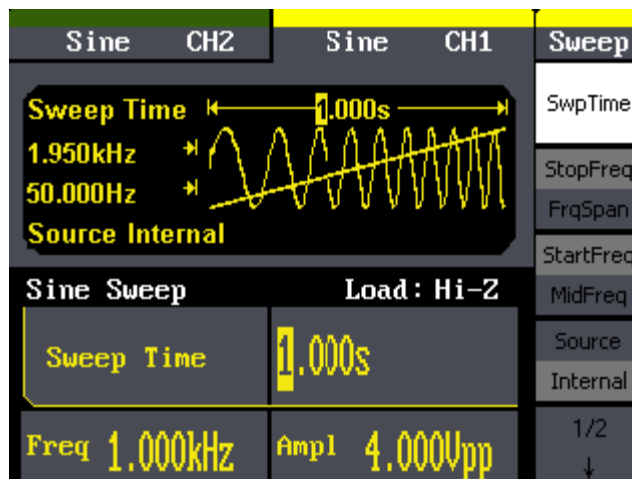 Sine CH2 Sine CH1 Sweep
Sweep Time 1.000s
1.950kHz
50.000Hz
Source Internal
SwpTime
StopFreq
FrqSpan
StartFreq
MidFreq
Source
Internal
1/2
↓
Sine Sweep Load: Hi-Z
Sweep Time 1.000s
Freq 1.000kHz Ampl 4.000Vpp